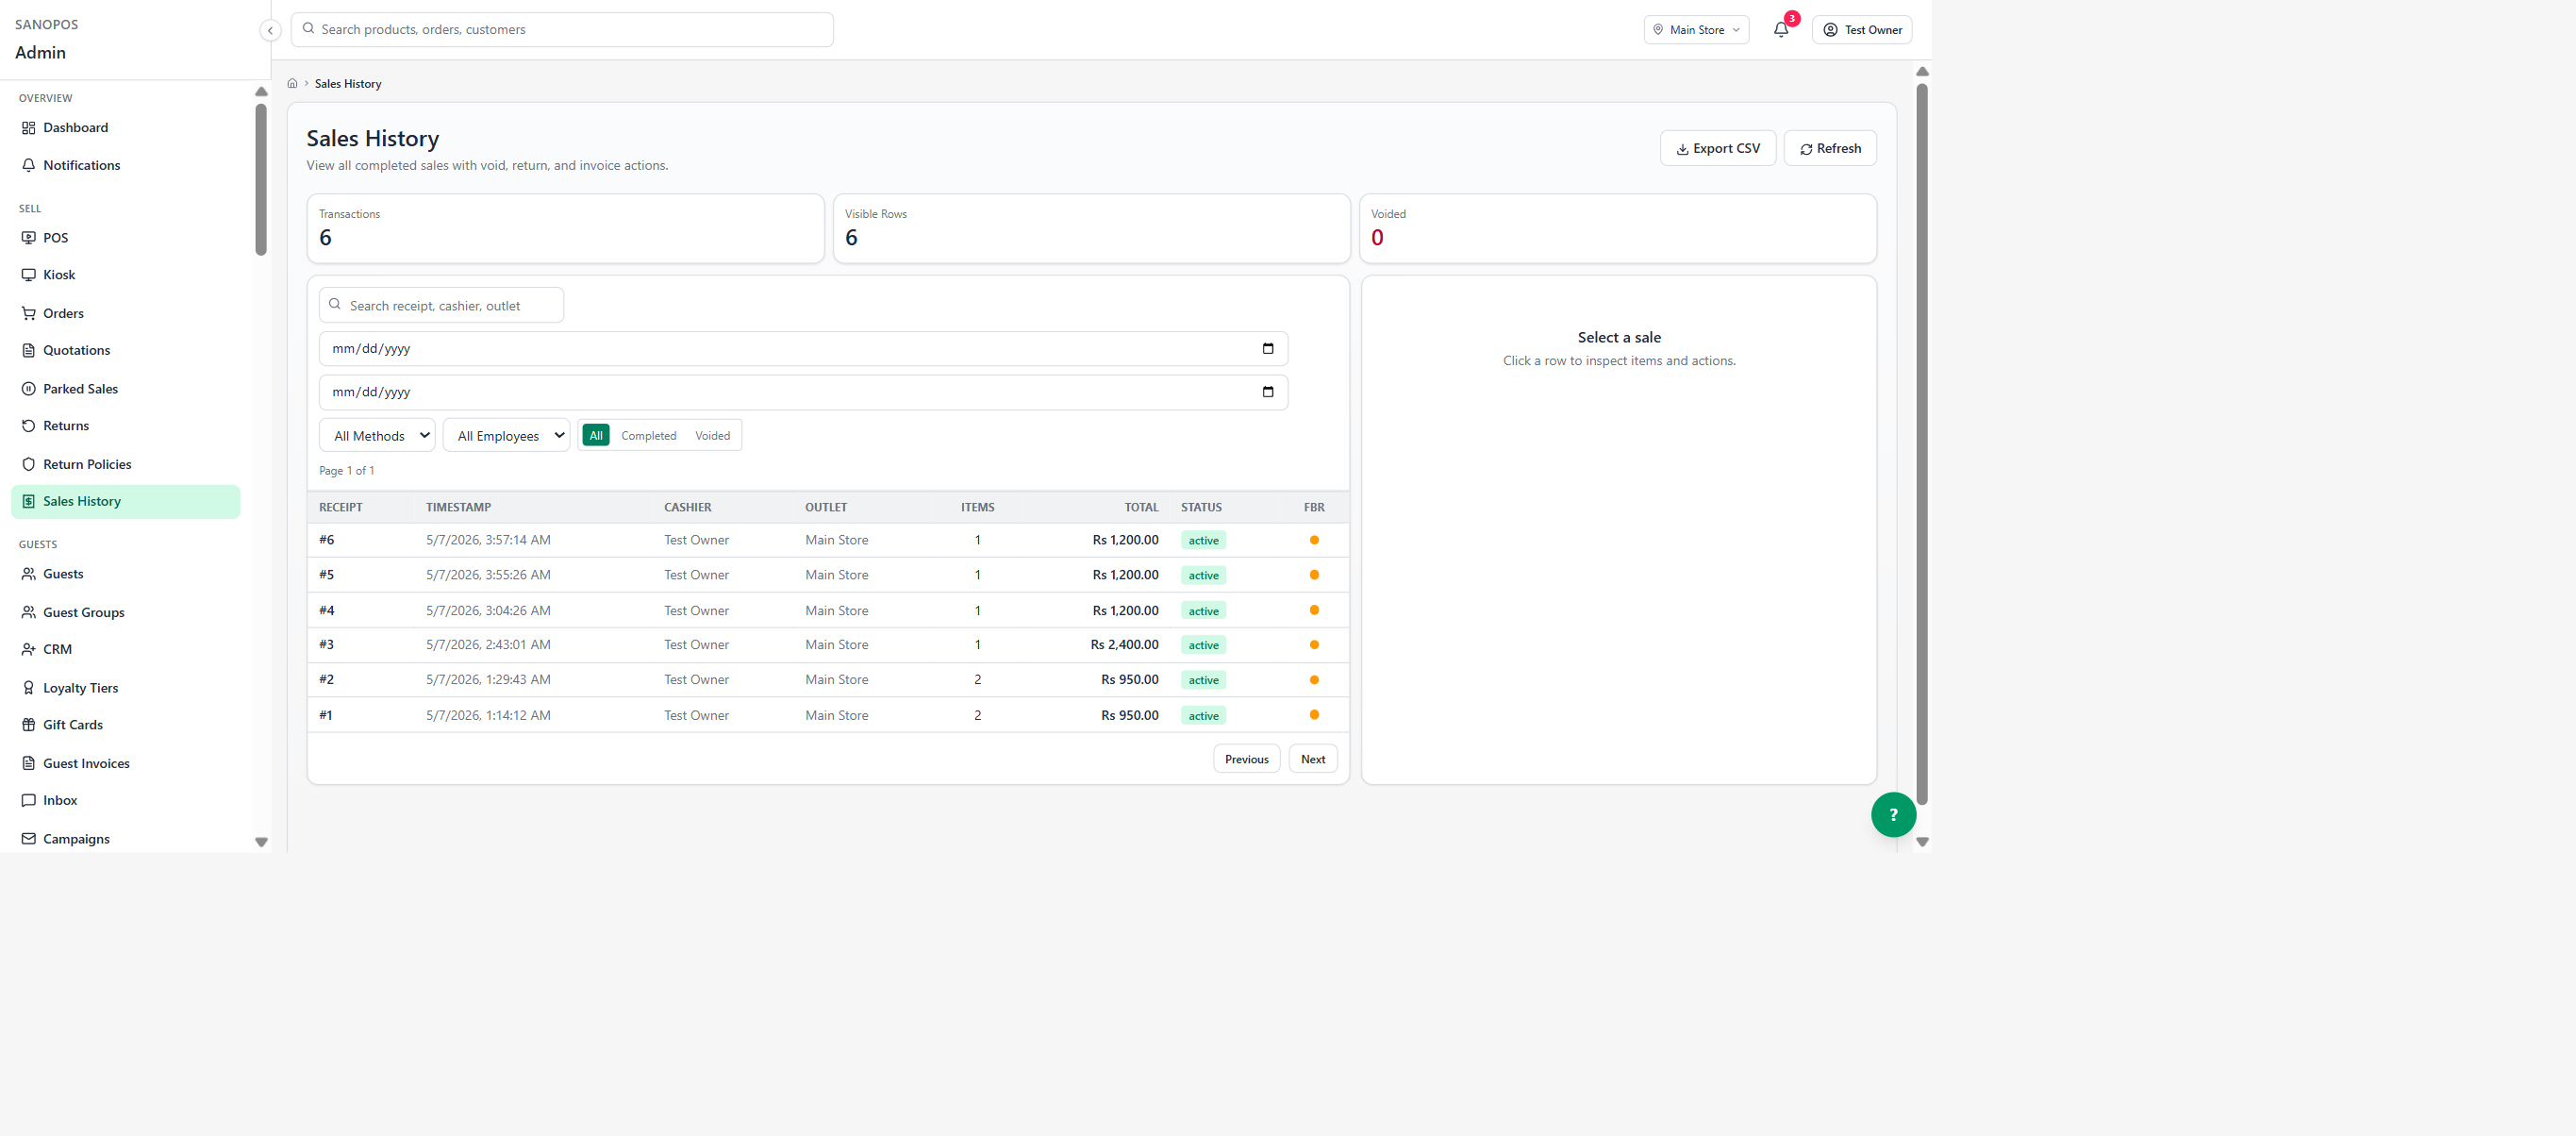 SANOPOS
Admin
Search products, orders, customers
Main Store
3
Test Owner
OVERVIEW
Dashboard
Notifications
SELL
POS
Kiosk
Orders
Quotations
Parked Sales
Returns
Return Policies
Sales History
GUESTS
Guests
Guest Groups
CRM
Loyalty Tiers
Gift Cards
Guest Invoices
Inbox
Campaigns
Sales History
Sales History
View all completed sales with void, return, and invoice actions.
Export CSV
Refresh
Transactions
6
Visible Rows
6
Voided
0
Search receipt, cashier, outlet
mm/dd/yyyy
mm/dd/yyyy
All Methods All Employees All Completed Voided
Page 1 of 1
RECEIPT TIMESTAMP CASHIER OUTLET ITEMS TOTAL STATUS FBR
#6 5/7/2026, 3:57:14 AM Test Owner Main Store 1 Rs 1,200.00 active
#5 5/7/2026, 3:55:26 AM Test Owner Main Store 1 Rs 1,200.00 active
#4 5/7/2026, 3:04:26 AM Test Owner Main Store 1 Rs 1,200.00 active
#3 5/7/2026, 2:43:01 AM Test Owner Main Store 1 Rs 2,400.00 active
#2 5/7/2026, 1:29:43 AM Test Owner Main Store 2 Rs 950.00 active
#1 5/7/2026, 1:14:12 AM Test Owner Main Store 2 Rs 950.00 active
Previous Next
Select a sale
Click a row to inspect items and actions.
?